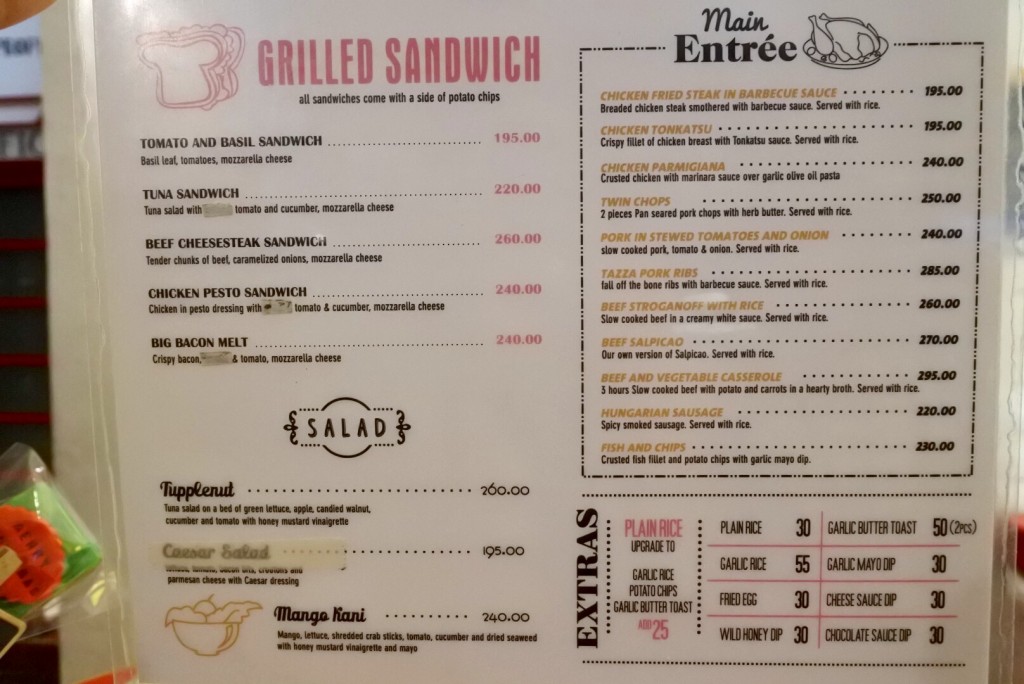 GRILLED SANDWICH
all sandwiches come with a side of potato chips
TOMATO AND BASIL SANDWICH 195.00
Basil leaf, tomatoes, mozzarella cheese
TUNA SANDWICH 220.00
Tuna salad with tomato and cucumber, mozzarella cheese
BEEF CHEESESTEAK SANDWICH 260.00
Tender chunks of beef, caramelized onions, mozzarella cheese
CHICKEN PESTO SANDWICH 240.00
Chicken in pesto dressing with tomato & cucumber, mozzarella cheese
BIG BACON MELT 240.00
Crispy bacon, & tomato, mozzarella cheese
SALAD
Tupplenut 260.00
Tuna salad on a bed of green lettuce, apple, candied walnut,
cucumber and tomato with honey mustard vinaigrette
Caesar Salad 195.00
tomato, bacon bits, croutons and
parmesan cheese with Caesar dressing
Mango Kani 240.00
Mango, lettuce, shredded crab sticks, tomato, cucumber and dried seaweed
with honey mustard vinaigrette and mayo
Main
Entrée
CHICKEN FRIED STEAK IN BARBECUE SAUCE 195.00
Breaded chicken steak smothered with barbecue sauce. Served with rice.
CHICKEN TONKATSU 195.00
Crispy fillet of chicken breast with Tonkatsu sauce. Served with rice.
CHICKEN PARMIGIANA 240.00
Crusted chicken with marinara sauce over garlic olive oil pasta
TWIN CHOPS 250.00
2 pieces Pan seared pork chops with herb butter. Served with rice.
PORK IN STEWED TOMATOES AND ONION 240.00
slow cooked pork, tomato & onion. Served with rice.
TAZZA PORK RIBS 285.00
fall off the bone ribs with barbecue sauce. Served with rice.
BEEF STROGANOFF WITH RICE 260.00
Slow cooked beef in a creamy white sauce. Served with rice.
BEEF SALPICAO 270.00
Our own version of Salpicao. Served with rice.
BEEF AND VEGETABLE CASSEROLE 295.00
3 hours Slow cooked beef with potato and carrots in a hearty broth. Served with rice.
HUNGARIAN SAUSAGE 220.00
Spicy smoked sausage. Served with rice.
FISH AND CHIPS 230.00
Crusted fish fillet and potato chips with garlic mayo dip.
EXTRAS
PLAIN RICE
UPGRADE TO
GARLIC RICE
POTATO CHIPS
GARLIC BUTTER TOAST
ADD 25
PLAIN RICE 30 GARLIC BUTTER TOAST 50 (2PCS)
GARLIC RICE 55 GARLIC MAYO DIP 30
FRIED EGG 30 CHEESE SAUCE DIP 30
WILD HONEY DIP 30 CHOCOLATE SAUCE DIP 30